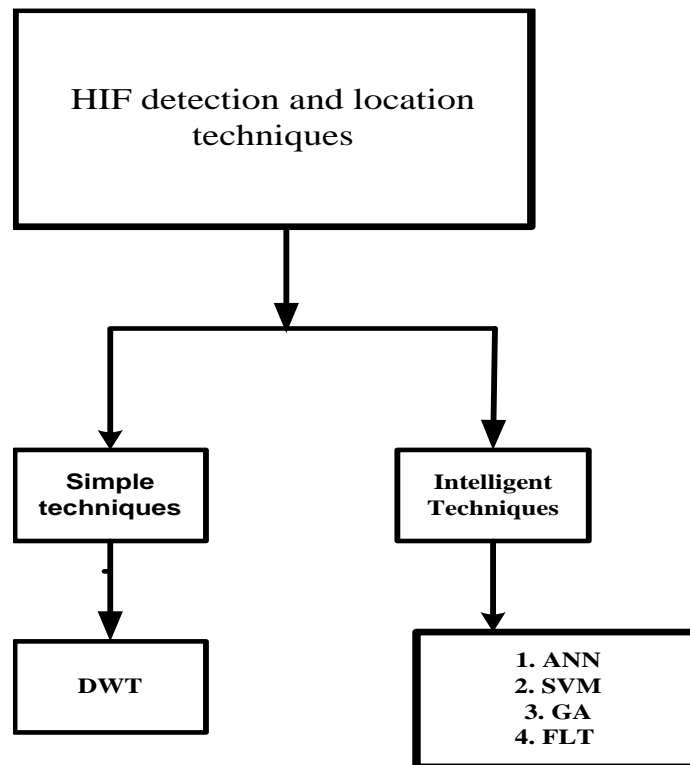 HIF detection and location
techniques
Simple
techniques
Intelligent
Techniques
DWT
1. ANN
2. SVM
3. GA
4. FLT